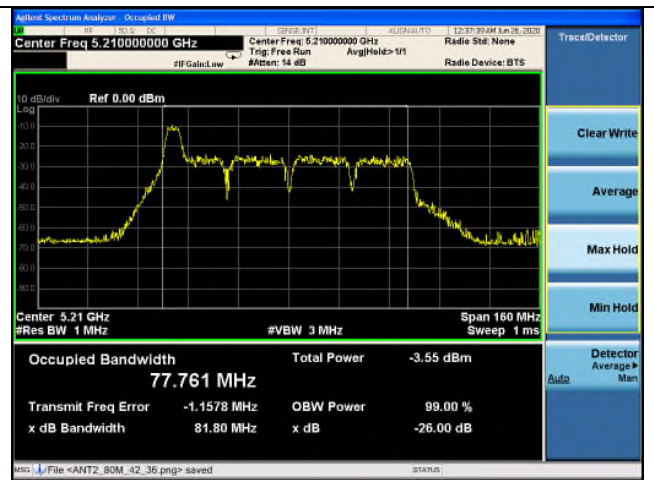 Agilent Spectrum Analyzer - Occupied BW
RF 50 Ω DC SENSE:INT ALIGN AUTO 12:37:39 AM Jun 26, 2020
Center Freq 5.210000000 GHz Center Freq: 5.210000000 GHz Radio Std: None Trace/Detector
Trig: Free Run Avg|Hold:>1/1
#IFGain:Low #Atten: 14 dB Radio Device: BTS
10 dB/div Ref 0.00 dBm
Log
-10.0
-20.0
-30.0
-40.0
-50.0
-60.0
-70.0
-80.0
-90.0
Clear Write
Average
Max Hold
Min Hold
Center 5.21 GHz Span 160 MHz
#Res BW 1 MHz #VBW 3 MHz Sweep 1 ms
Occupied Bandwidth Total Power -3.55 dBm
77.761 MHz
Transmit Freq Error -1.1578 MHz OBW Power 99.00 %
x dB Bandwidth 81.80 MHz x dB -26.00 dB
Detector
Average
Auto Man
MSG File <ANT2_80M_42_36.png> saved STATUS